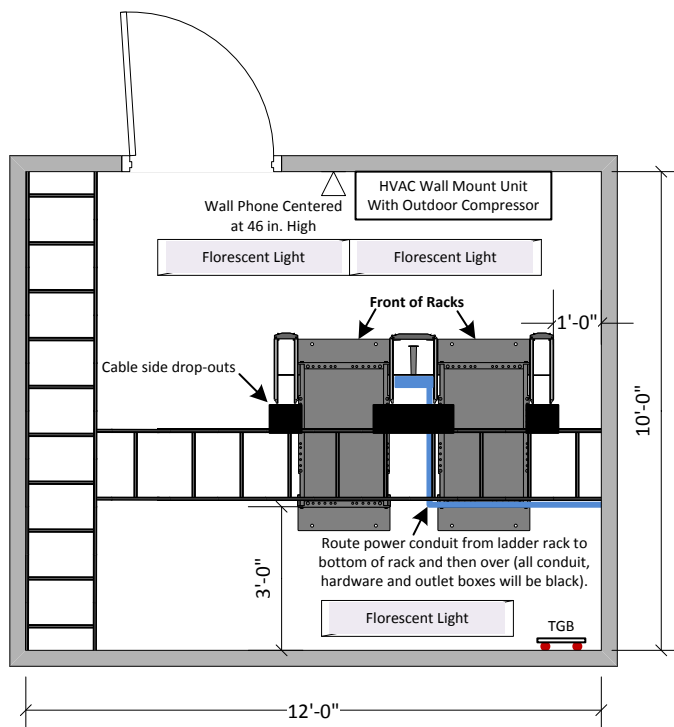 HVAC Wall Mount Unit
With Outdoor Compressor
Wall Phone Centered
at 46 in. High
Florescent Light
Florescent Light
Front of Racks
1'-0"
Cable side drop-outs
10'-0"
Route power conduit from ladder rack to
bottom of rack and then over (all conduit,
hardware and outlet boxes will be black).
3'-0"
Florescent Light
TGB
12'-0"